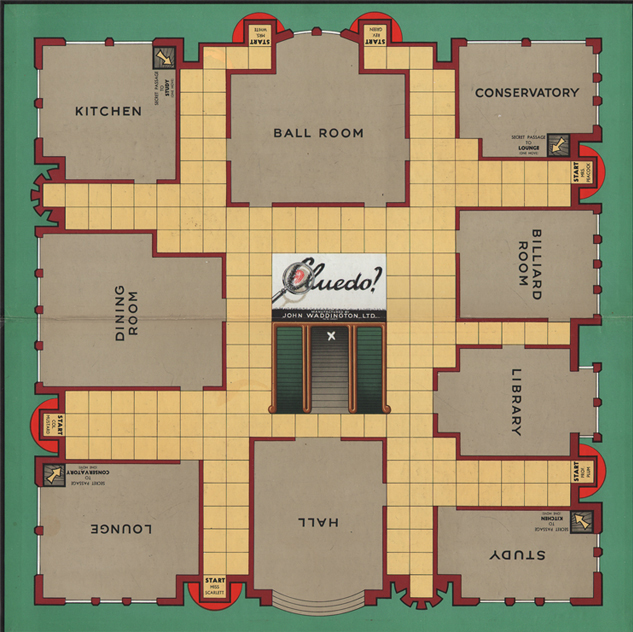 START
MRS.
WHITE
START
REV.
GREEN
KITCHEN
SECRET PASSAGE
TO
STUDY
(ONE MOVE)
BALL ROOM
CONSERVATORY
SECRET PASSAGE
TO
LOUNGE
(ONE MOVE)
START
MRS.
PEACOCK
Cluedo?
MANUFACTURED BY
JOHN WADDINGTON, LTD.
BILLIARD
ROOM
DINING
ROOM
X
LIBRARY
START
COL.
MUSTARD
START
PROF.
PLUM
SECRET PASSAGE
TO
CONSERVATORY
(ONE MOVE)
LOUNGE
HALL
SECRET PASSAGE
TO
KITCHEN
(ONE MOVE)
STUDY
START
MISS
SCARLETT